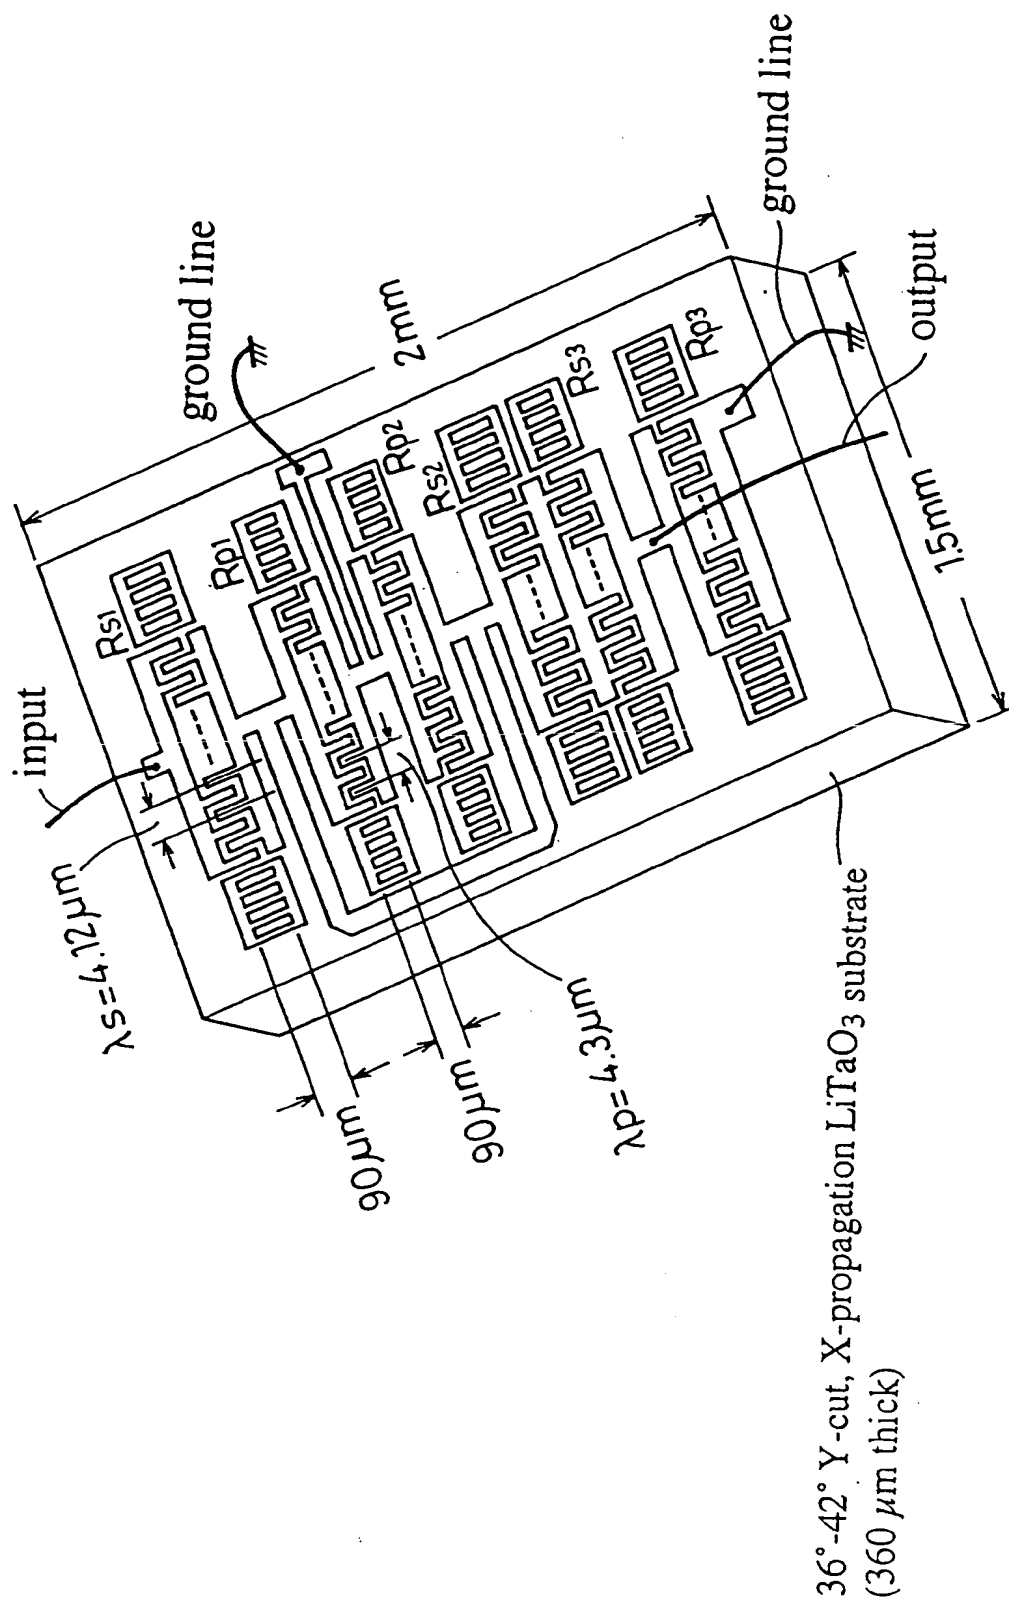 input
λs=4.12μm
Rs1
Rp1
ground line
2mm
Rp2
Rs2
Rs3
Rp3
ground line
output
1.5mm
90μm
90μm
λp=4.3μm
36°-42° Y-cut, X-propagation LiTaO3 substrate
(360 μm thick)